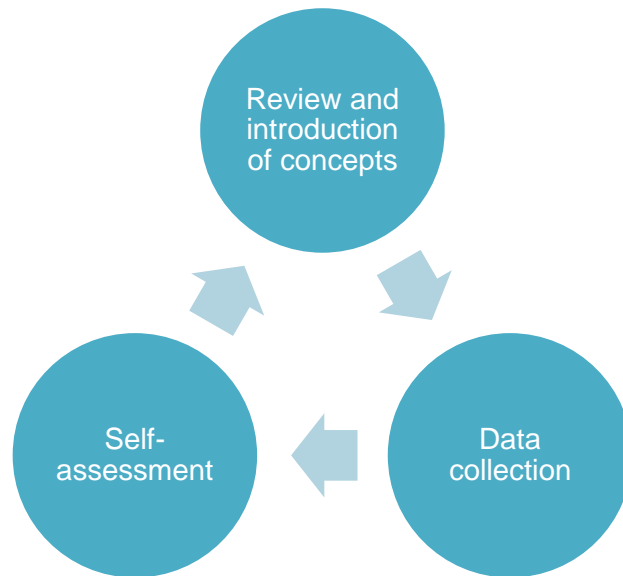 Review and
introduction
of concepts
Self-
assessment
Data
collection